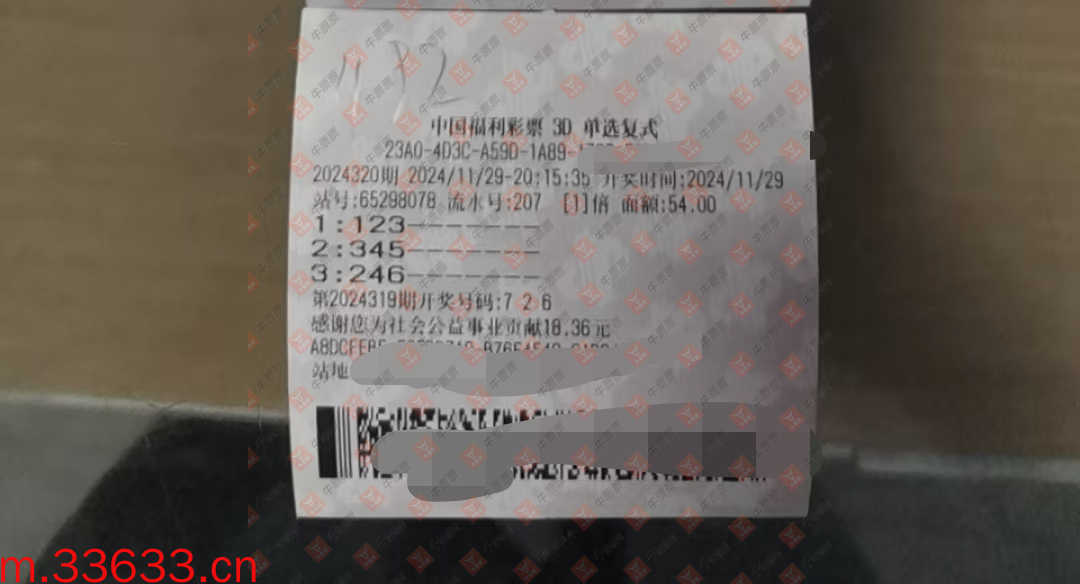 192
中国福利彩票 3D 单选复式
23A0-4D3C-A59D-1A89-
2024320期 2024/11/29-20:15:35 开奖时间:2024/11/29
站号:65298078 流水号:207 [1]倍 面额:54.00
1:123--------
2:345--------
3:246--------
第2024319期开奖号码:7 2 6
感谢您为社会公益事业贡献18.36元
站地
m.33633.cn